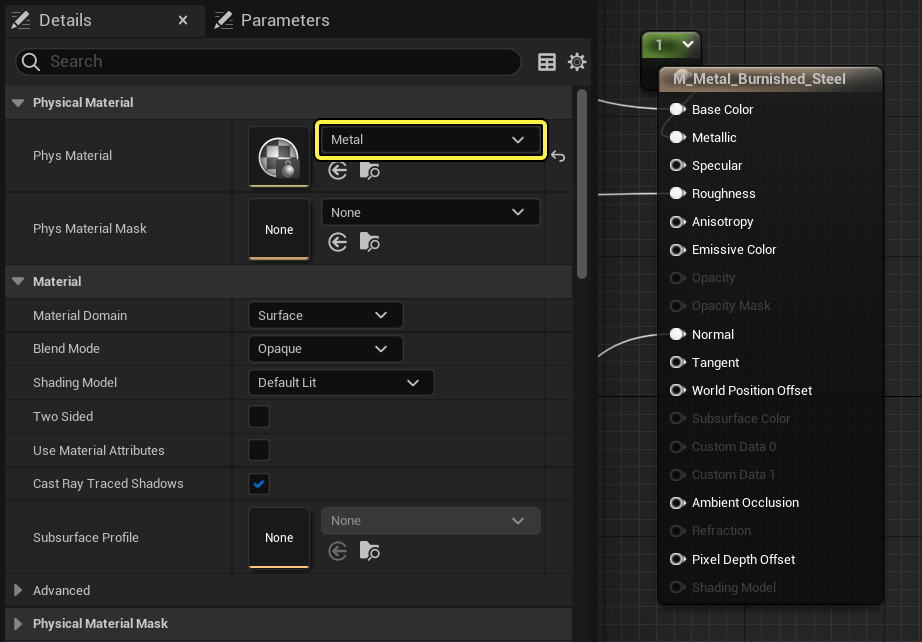 Details
Parameters
Search
Physical Material
Phys Material
Metal
Phys Material Mask
None
None
Material
Material Domain
Surface
Blend Mode
Opaque
Shading Model
Default Lit
Two Sided
Use Material Attributes
Cast Ray Traced Shadows
Subsurface Profile
None
None
Advanced
Physical Material Mask
1
M_Metal_Burnished_Steel
Base Color
Metallic
Specular
Roughness
Anisotropy
Emissive Color
Opacity
Opacity Mask
Normal
Tangent
World Position Offset
Subsurface Color
Custom Data 0
Custom Data 1
Ambient Occlusion
Refraction
Pixel Depth Offset
Shading Model